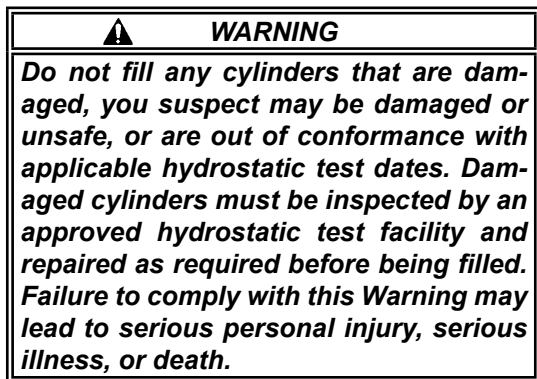 WARNING
Do not fill any cylinders that are dam-
aged, you suspect may be damaged or
unsafe, or are out of conformance with
applicable hydrostatic test dates. Dam-
aged cylinders must be inspected by an
approved hydrostatic test facility and
repaired as required before being filled.
Failure to comply with this Warning may
lead to serious personal injury, serious
illness, or death.